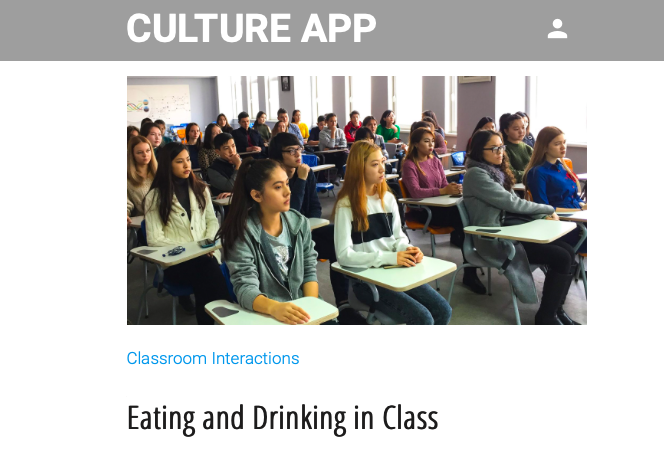 CULTURE APP
Classroom Interactions
Eating and Drinking in Class